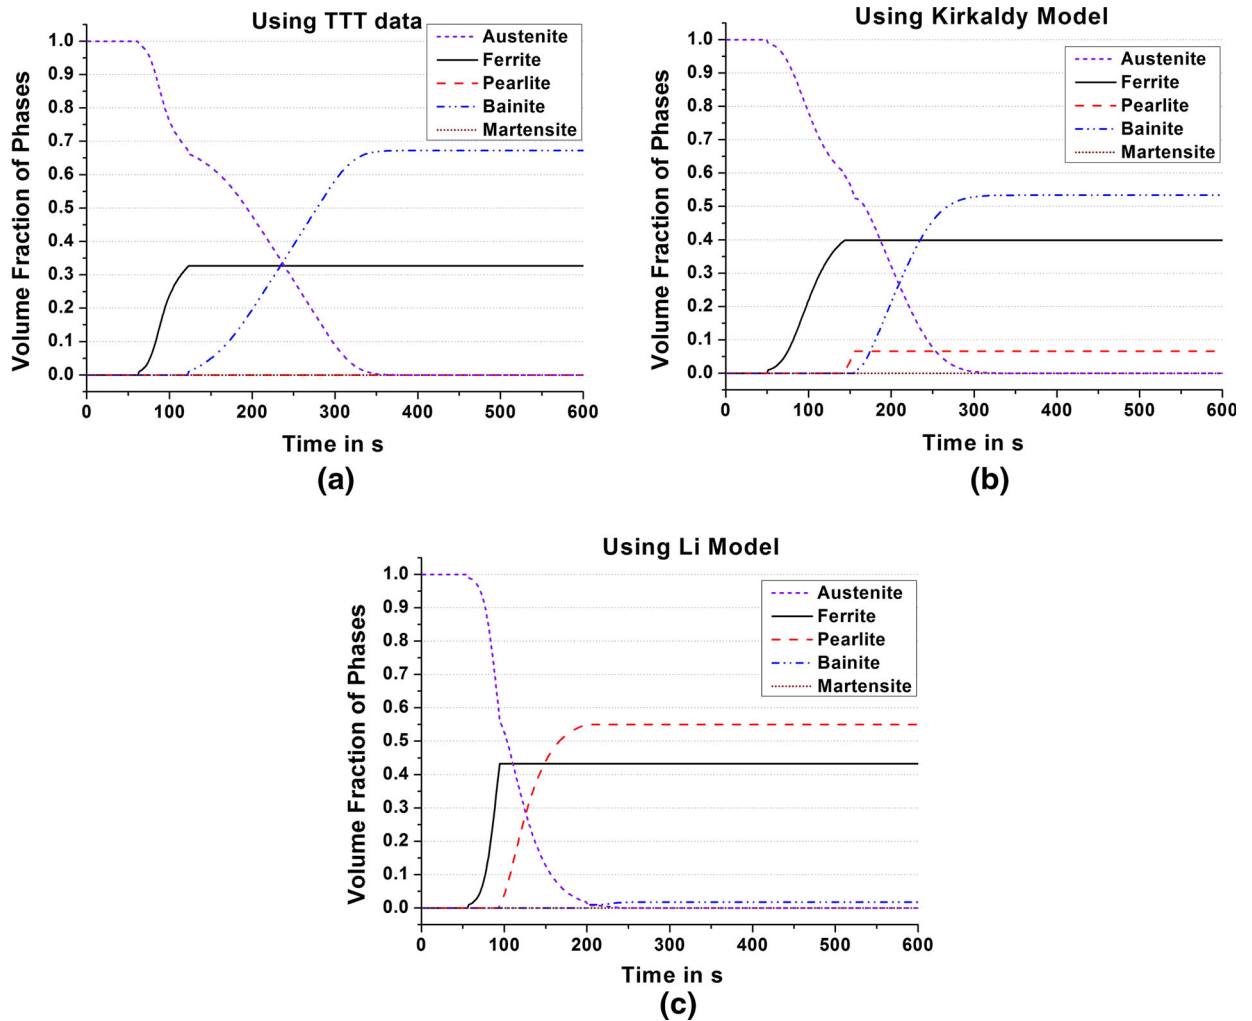 Using TTT data
Austenite
Ferrite
Pearlite
Bainite
Martensite
Volume Fraction of Phases
1.0
0.9
0.8
0.7
0.6
0.5
0.4
0.3
0.2
0.1
0.0
0 100 200 300 400 500 600
Time in s
(a)
Using Kirkaldy Model
Austenite
Ferrite
Pearlite
Bainite
Martensite
Volume Fraction of Phases
1.0
0.9
0.8
0.7
0.6
0.5
0.4
0.3
0.2
0.1
0.0
0 100 200 300 400 500 600
Time in s
(b)
Using Li Model
Austenite
Ferrite
Pearlite
Bainite
Martensite
Volume Fraction of Phases
1.0
0.9
0.8
0.7
0.6
0.5
0.4
0.3
0.2
0.1
0.0
0 100 200 300 400 500 600
Time in s
(c)